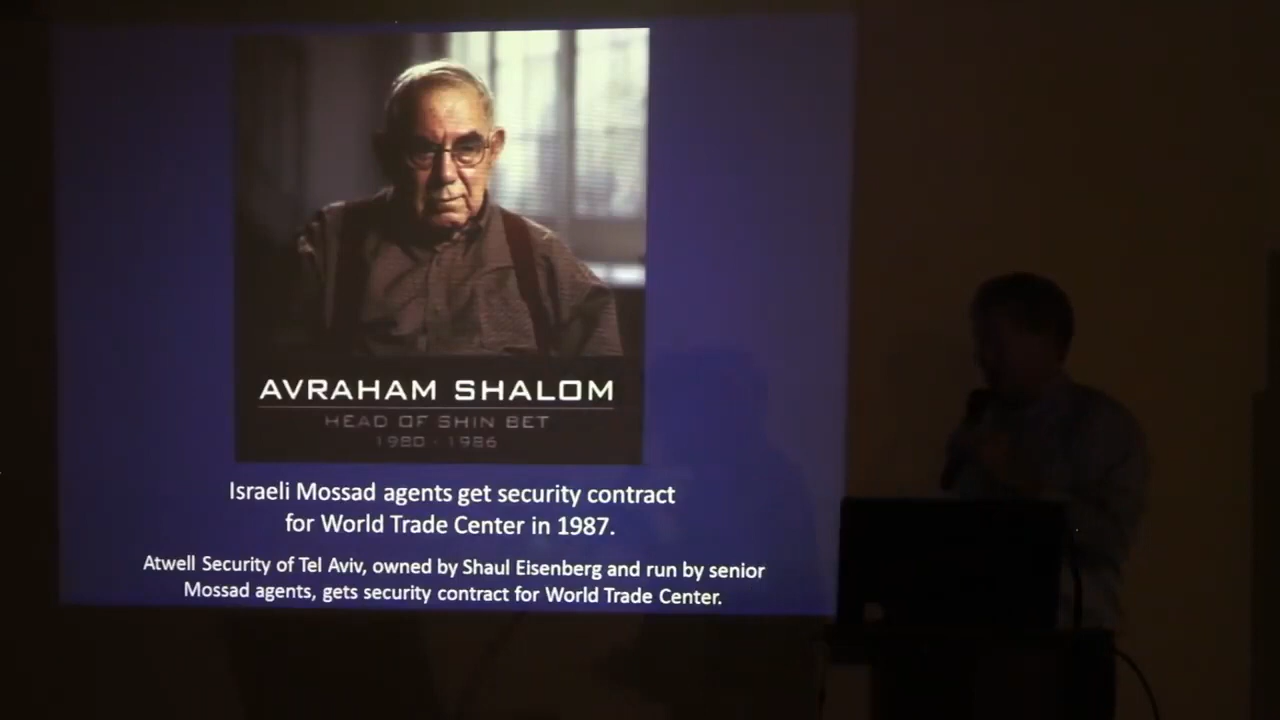 AVRAHAM SHALOM
HEAD OF SHIN BET
1980 - 1986
Israeli Mossad agents get security contract
for World Trade Center in 1987.
Atwell Security of Tel Aviv, owned by Shaul Eisenberg and run by senior
Mossad agents, gets security contract for World Trade Center.